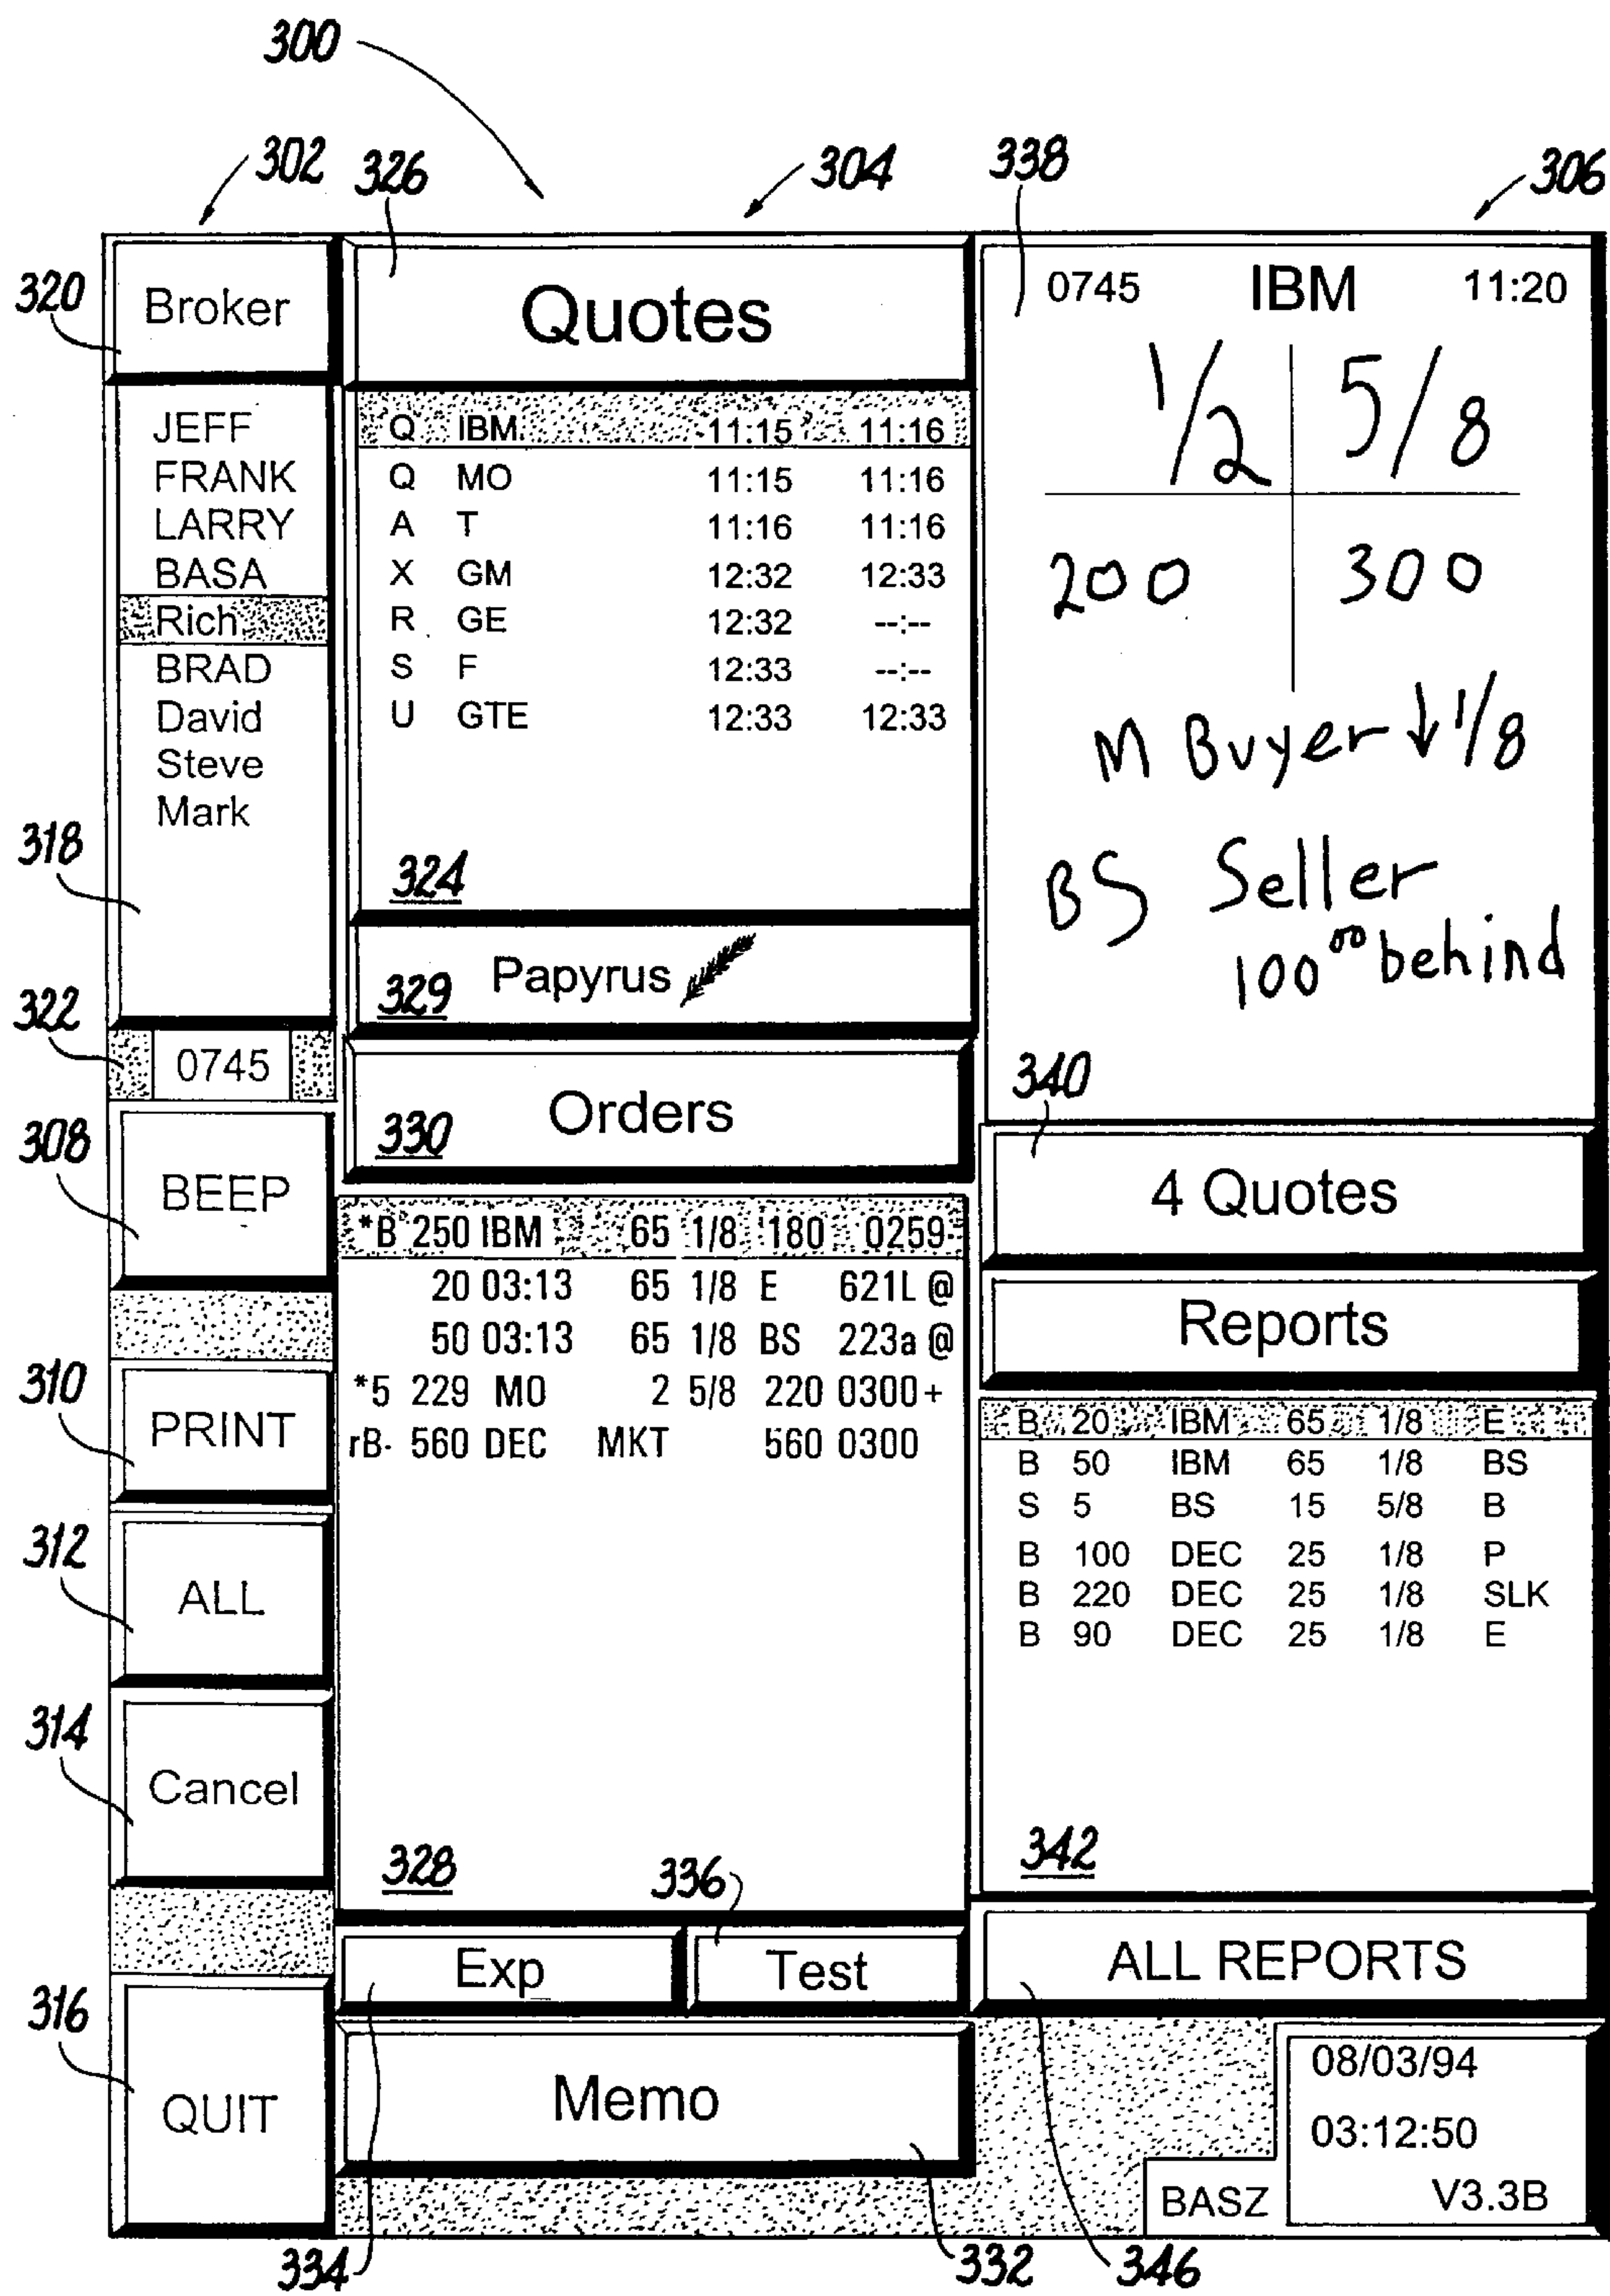 300
302 326 304 338 306
320 Broker
JEFF
FRANK
LARRY
BASA
Rich
BRAD
David
Steve
Mark
318
322 0745
308 BEEP
310 PRINT
312 ALL
314 Cancel
316 QUIT
Quotes
Q IBM 11:15 11:16
Q MO 11:15 11:16
A T 11:16 11:16
X GM 12:32 12:33
R GE 12:32 --:--
S F 12:33 --:--
U GTE 12:33 12:33
324
329 Papyrus
330 Orders
*B 250 IBM 65 1/8 180 0259
20 03:13 65 1/8 E 621L @
50 03:13 65 1/8 BS 223a @
*5 229 MO 2 5/8 220 0300+
rB- 560 DEC MKT 560 0300
328 336
Exp Test
Memo
334 332 346
0745 IBM 11:20
1/2 5/8
200 300
M Buyer ↓ 1/8
BS Seller
100⁰⁰ behind
340
4 Quotes
Reports
B 20 IBM 65 1/8 E
B 50 IBM 65 1/8 BS
S 5 BS 15 5/8 B
B 100 DEC 25 1/8 P
B 220 DEC 25 1/8 SLK
B 90 DEC 25 1/8 E
342
ALL REPORTS
08/03/94
03:12:50
BASZ V3.3B